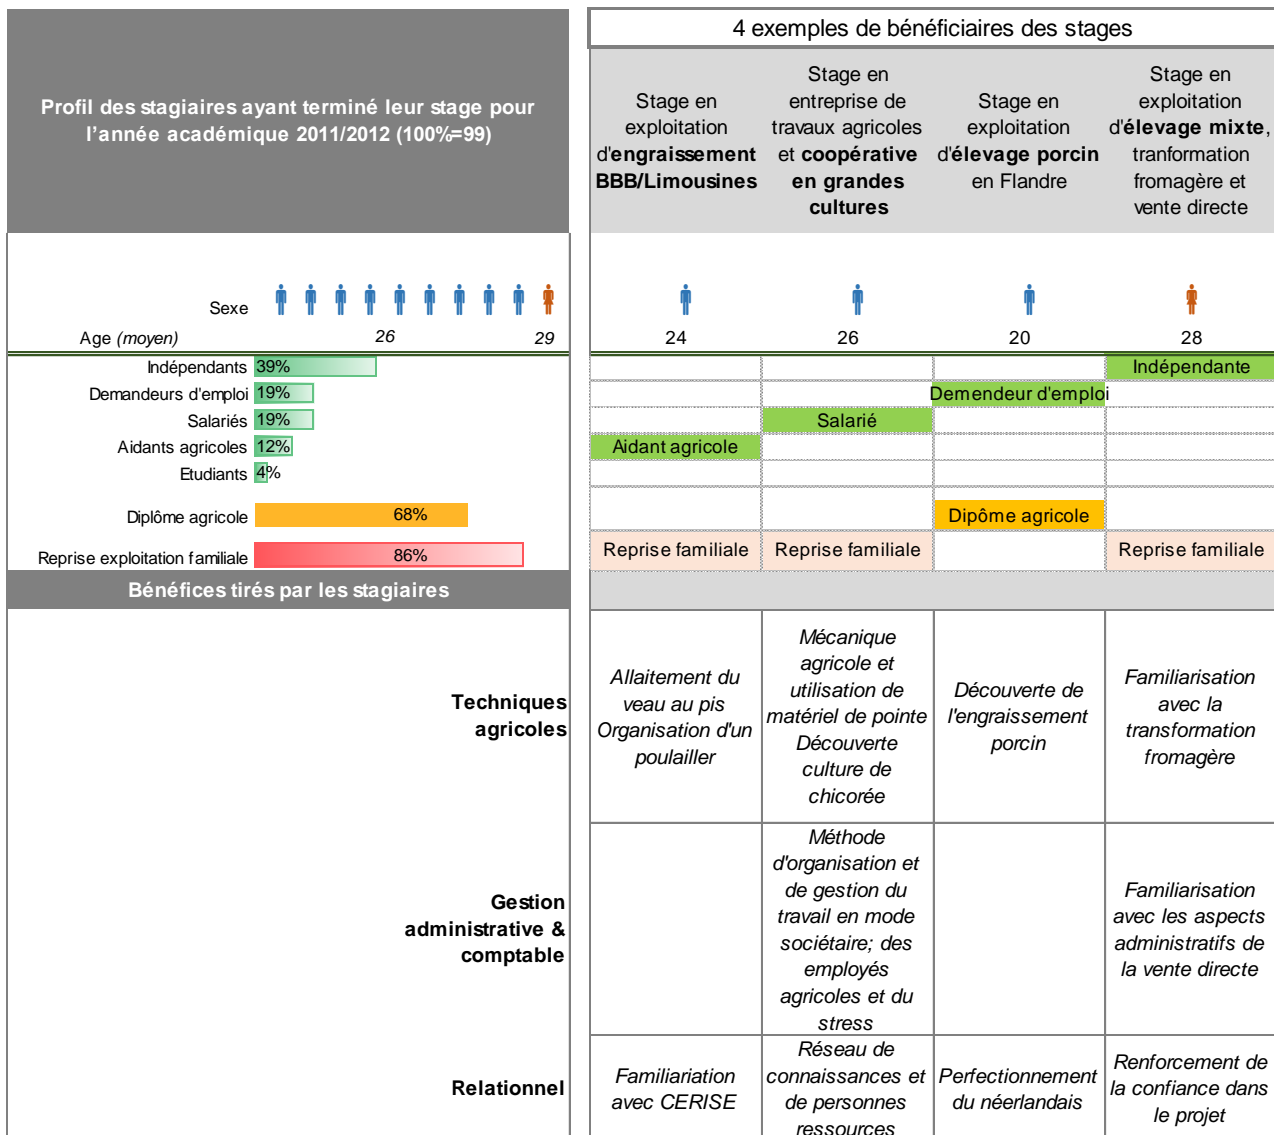 4 exemples de bénéficiaires des stages
Profil des stagiaires ayant terminé leur stage pour
l'année académique 2011/2012 (100%=99)
Stage en
exploitation
d'engraissement
BBB/Limousines
Stage en
entreprise de
travaux agricoles
et coopérative
en grandes
cultures
Stage en
exploitation
d'élevage porcin
en Flandre
Stage en
exploitation
d'élevage mixte,
tranformation
fromagère et
vente directe
Sexe
Age (moyen) 26 29 24 26 20 28
Indépendants 39% Indépendante
Demandeurs d'emploi 19% Demendeur d'emploi
Salariés 19% Salarié
Aidants agricoles 12% Aidant agricole
Etudiants 4%
Diplôme agricole 68% Dipôme agricole
Reprise exploitation familiale 86% Reprise familiale Reprise familiale Reprise familiale
Bénéfices tirés par les stagiaires
Techniques
agricoles
Allaitement du
veau au pis
Organisation d'un
poulailler
Mécanique
agricole et
utilisation de
matériel de pointe
Découverte
culture de
chicorée
Découverte de
l'engraissement
porcin
Familiarisation
avec la
transformation
fromagère
Gestion
administrative &
comptable
Méthode
d'organisation et
de gestion du
travail en mode
sociétaire; des
employés
agricoles et du
stress
Familiarisation
avec les aspects
administratifs de
la vente directe
Relationnel
Familiariation
avec CERISE
Réseau de
connaissances et
de personnes
ressources
Perfectionnement
du néerlandais
Renforcement de
la confiance dans
le projet